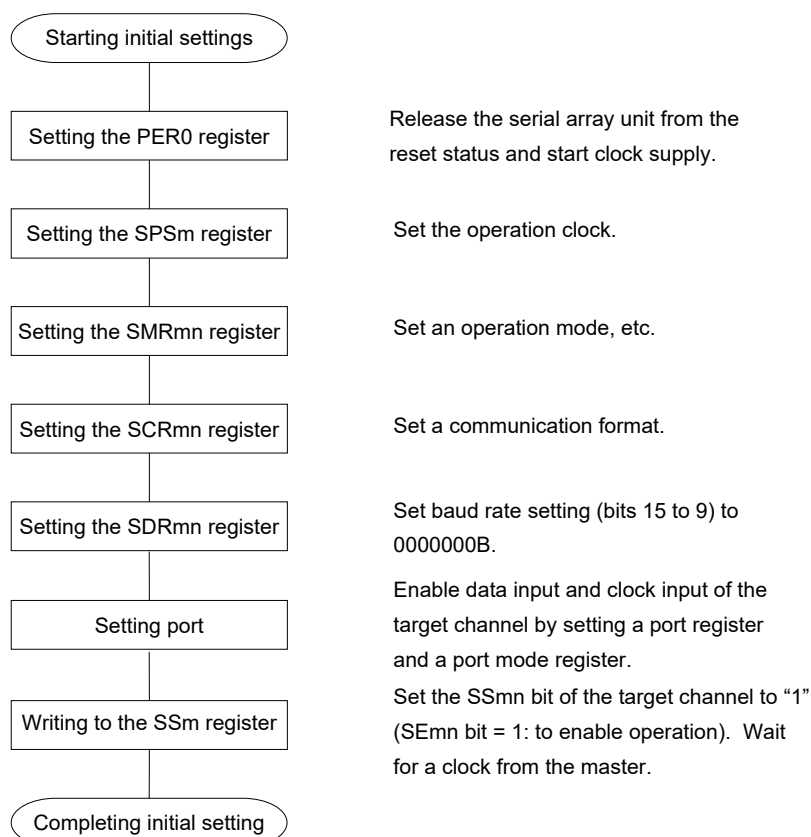 Starting initial settings
Setting the PER0 register
Release the serial array unit from the
reset status and start clock supply.
Setting the SPSm register
Set the operation clock.
Setting the SMRmn register
Set an operation mode, etc.
Setting the SCRmn register
Set a communication format.
Setting the SDRmn register
Set baud rate setting (bits 15 to 9) to
0000000B.
Setting port
Enable data input and clock input of the
target channel by setting a port register
and a port mode register.
Writing to the SSm register
Set the SSmn bit of the target channel to “1”
(SEmn bit = 1: to enable operation).  Wait
for a clock from the master.
Completing initial setting